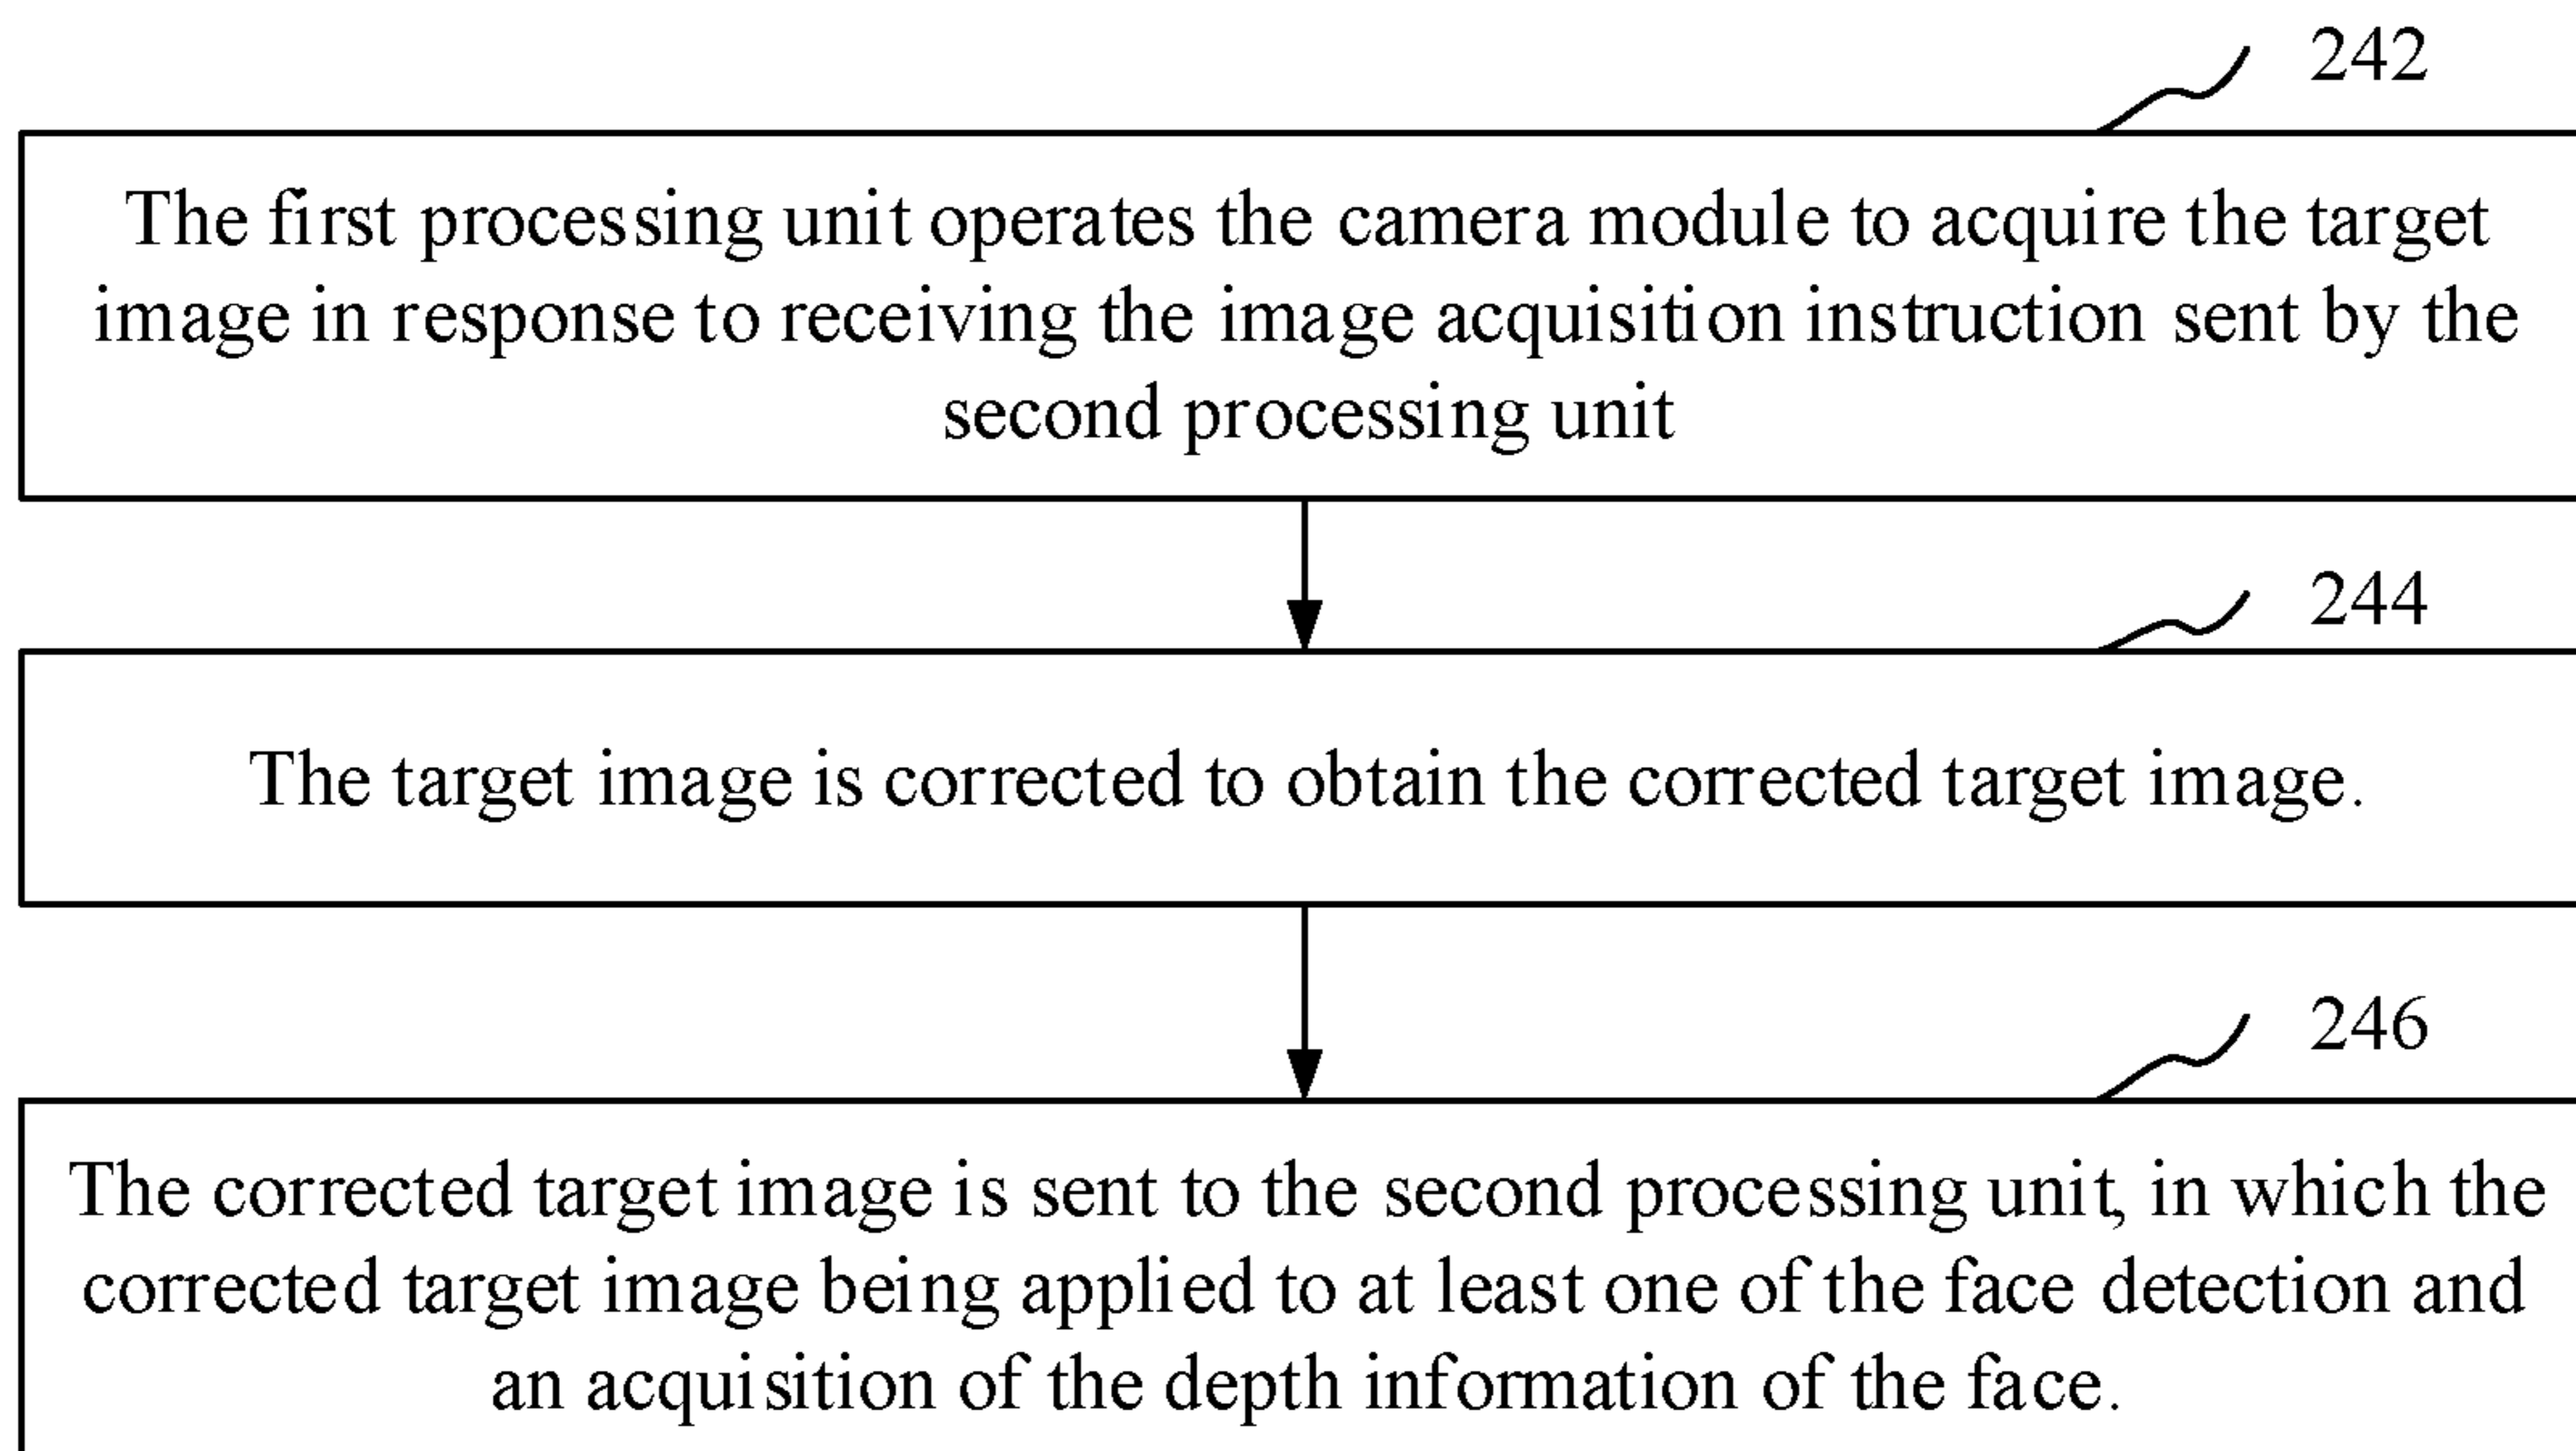 242
The first processing unit operates the camera module to acquire the target
image in response to receiving the image acquisition instruction sent by the
second processing unit
244
The target image is corrected to obtain the corrected target image.
246
The corrected target image is sent to the second processing unit, in which the
corrected target image being applied to at least one of the face detection and
an acquisition of the depth information of the face.